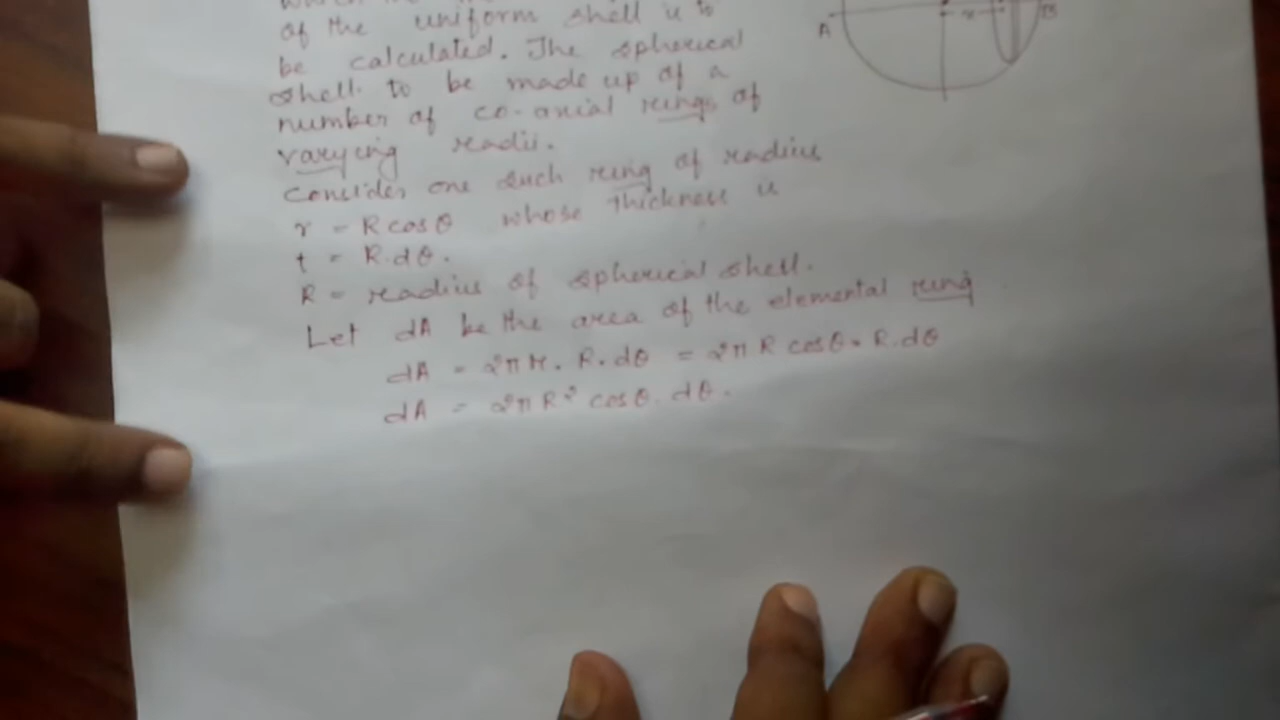 of the uniform shell is to
be calculated. The spherical
shell to be made up of a
number of co-axial rings of
varying radii.
Consider one such ring of radius
r = R cosθ whose thickness is
t = R.dθ.
R = radius of spherical shell.
Let dA be the area of the elemental ring
dA = 2πr. R.dθ = 2πR cosθ. R.dθ
dA = 2πR² cosθ. dθ.
A
x
B